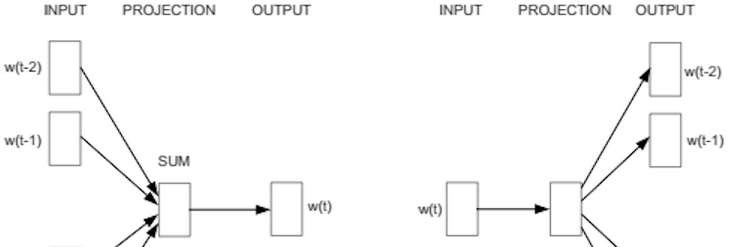 INPUT PROJECTION OUTPUT
w(t-2)
w(t-1)
SUM
w(t)
INPUT PROJECTION OUTPUT
w(t-2)
w(t-1)
w(t)